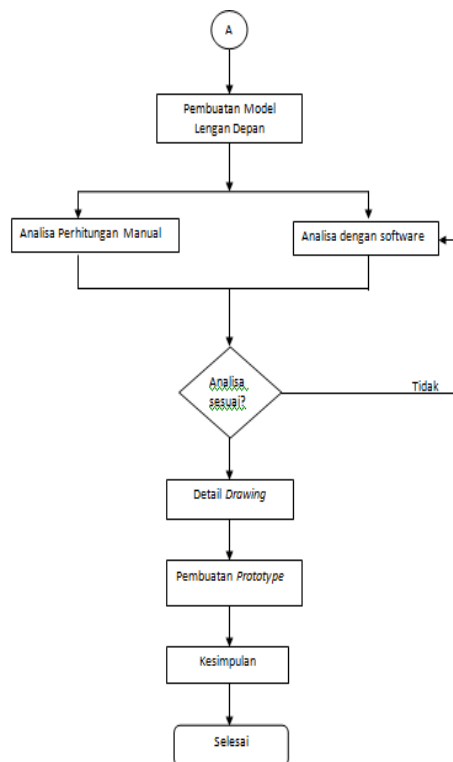 A
Pembuatan Model
Lengan Depan
Analisa Perhitungan Manual
Analisa dengan software
Analisa
sesuai?
Tidak
Detail Drawing
Pembuatan Prototype
Kesimpulan
Selesai